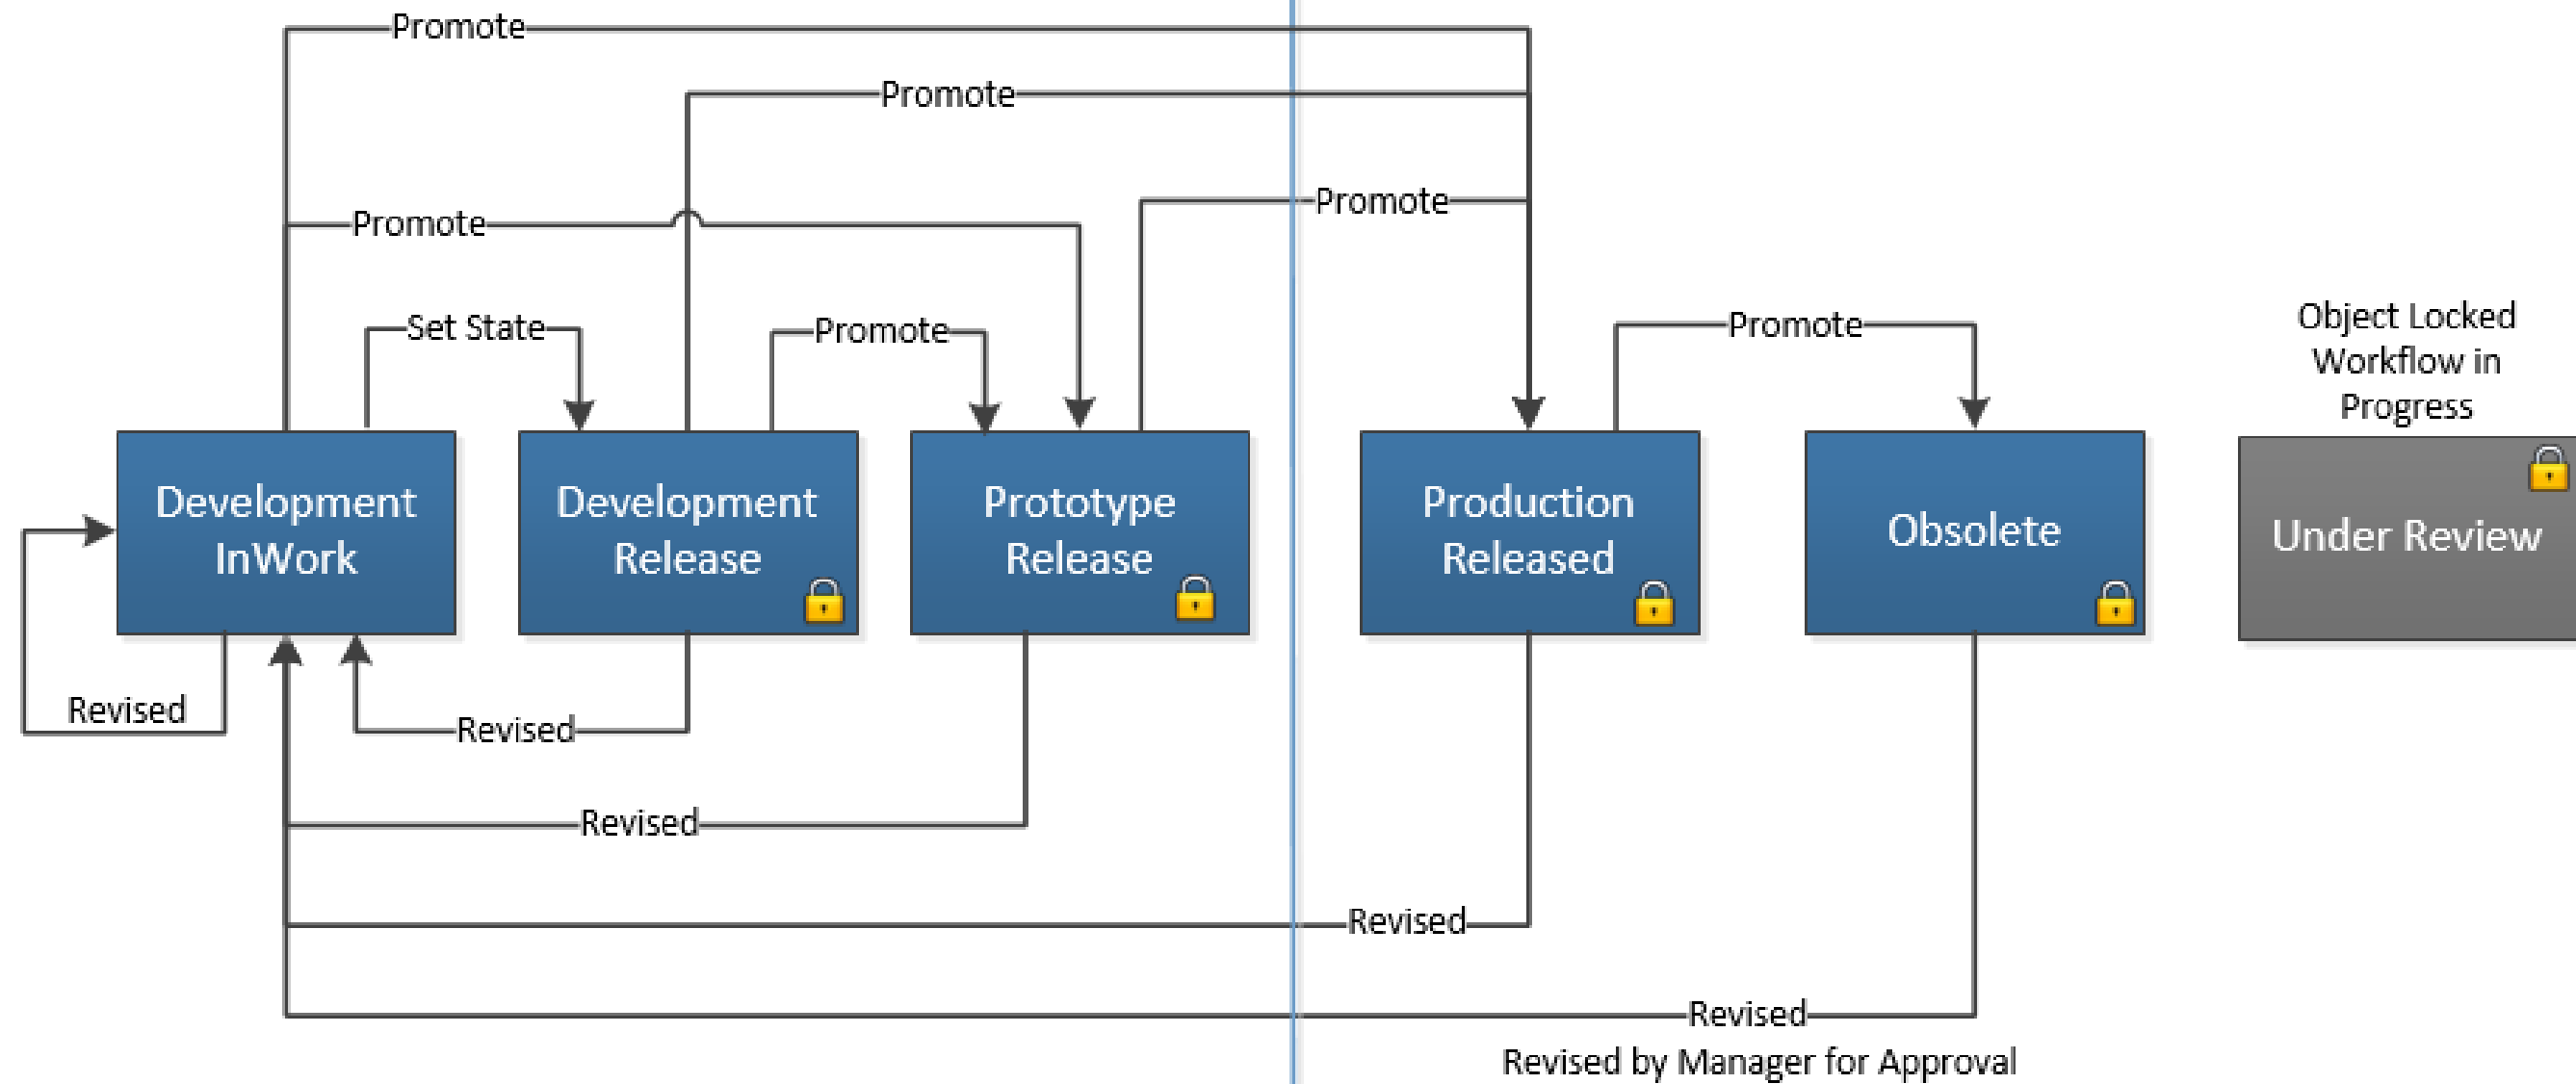 Promote
Promote
Promote
Promote
Set State
Promote
Promote
Object Locked
Workflow in
Progress
Development
InWork
Development
Release
Prototype
Release
Production
Released
Obsolete
Under Review
Revised
Revised
Revised
Revised
Revised
Revised by Manager for Approval